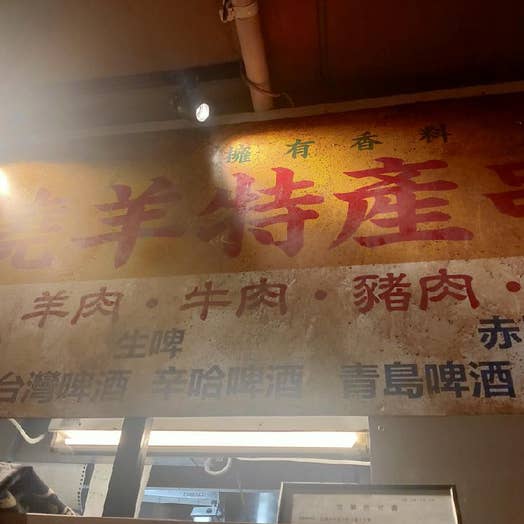 擁有香料
羊特產
羊肉・牛肉・豬肉・
生啤 赤
台灣啤酒 辛哈啤酒 青島啤酒